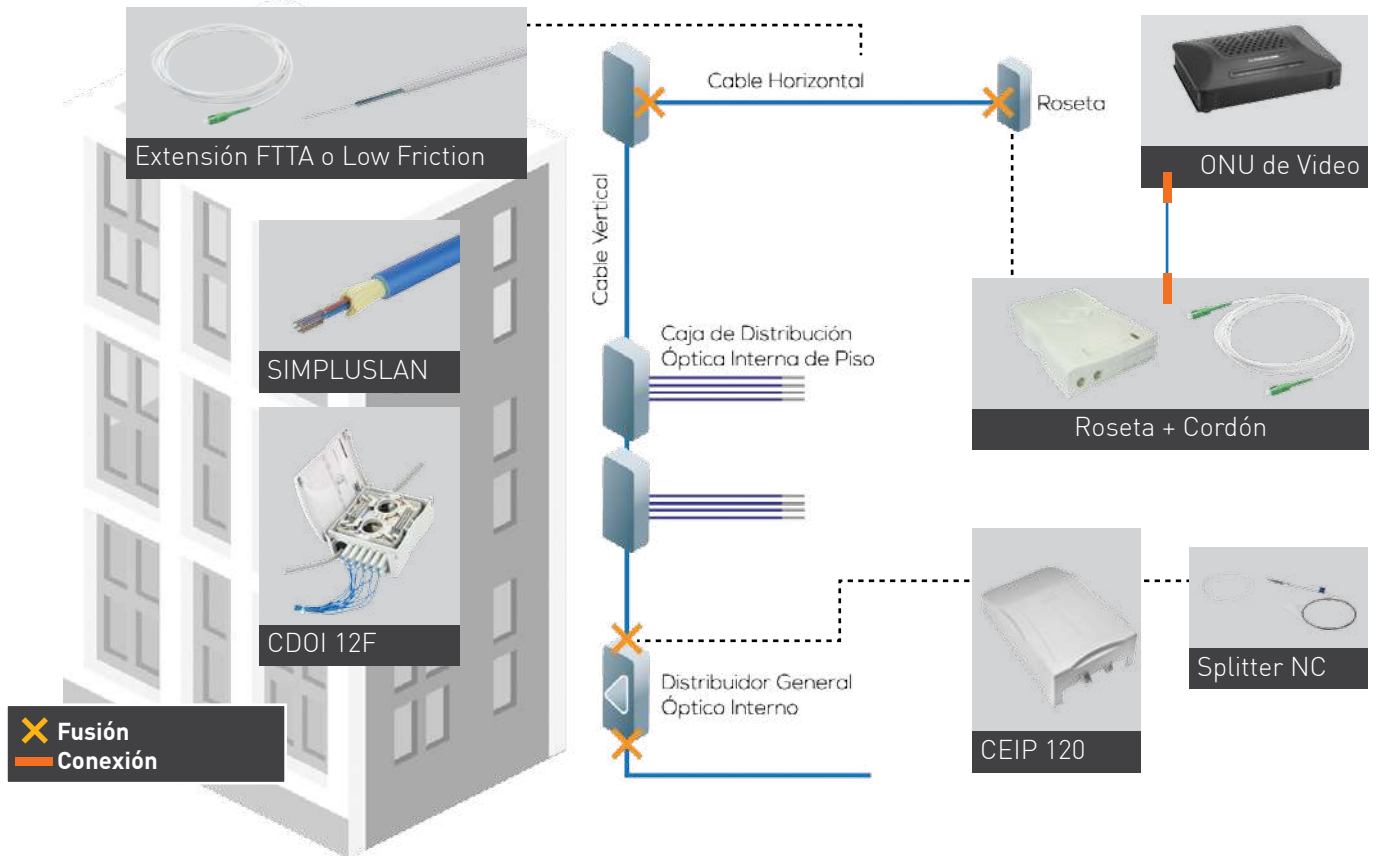 Extensión FTTA o Low Friction
Cable Horizontal
Roseta
ONU de Video
Cable Vertical
SIMPLUSLAN
Caja de Distribución
Óptica Interna de Piso
Roseta + Cordón
CDOI 12F
Distribuidor General
Óptico Interno
CEIP 120
Splitter NC
Fusión
Conexión